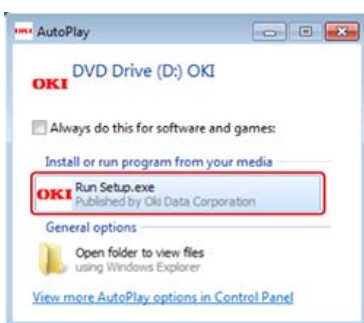 OKI AutoPlay
DVD Drive (D:) OKI
OKI
Always do this for software and games:
Install or run program from your media
OKI Run Setup.exe
Published by Oki Data Corporation
General options
Open folder to view files
using Windows Explorer
View more AutoPlay options in Control Panel